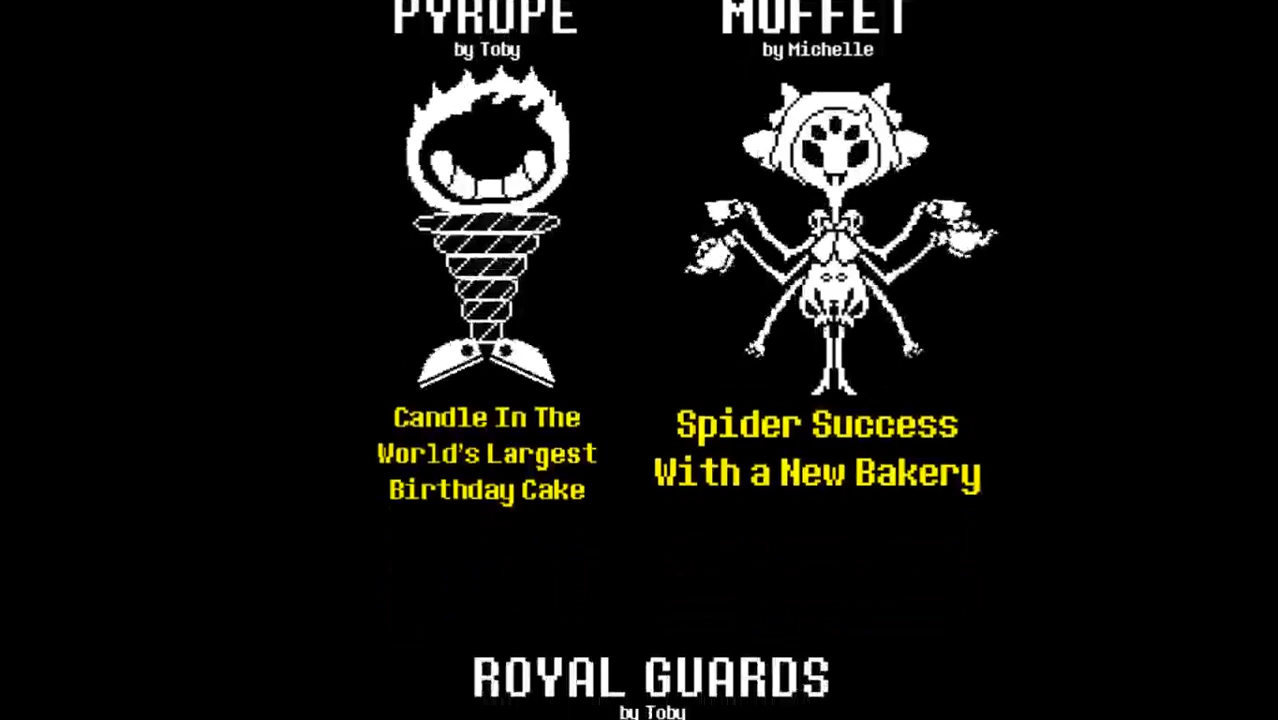 PYROPE
by Toby
MUFFET
by Michelle
Candle In The
World's Largest
Birthday Cake
Spider Success
With a New Bakery
ROYAL GUARDS
by Toby